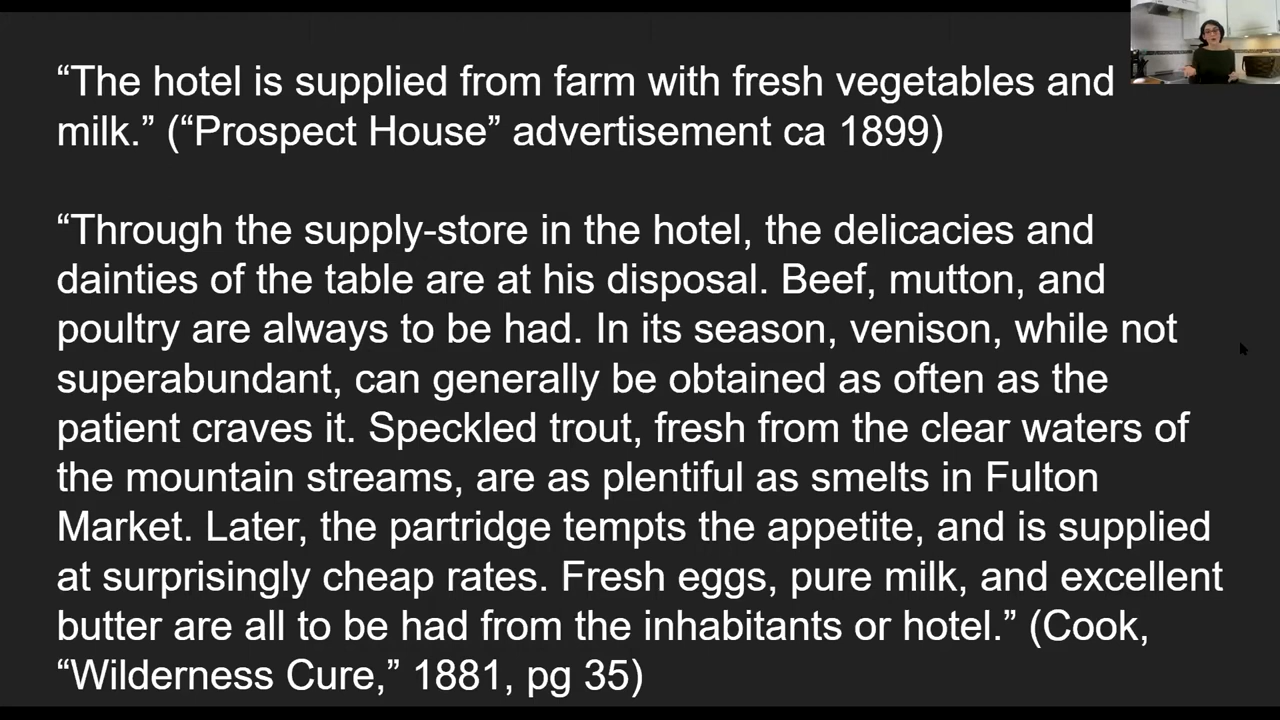 “The hotel is supplied from farm with fresh vegetables and
milk.” (“Prospect House” advertisement ca 1899)
“Through the supply-store in the hotel, the delicacies and
dainties of the table are at his disposal. Beef, mutton, and
poultry are always to be had. In its season, venison, while not
superabundant, can generally be obtained as often as the
patient craves it. Speckled trout, fresh from the clear waters of
the mountain streams, are as plentiful as smelts in Fulton
Market. Later, the partridge tempts the appetite, and is supplied
at surprisingly cheap rates. Fresh eggs, pure milk, and excellent
butter are all to be had from the inhabitants or hotel.” (Cook,
“Wilderness Cure,” 1881, pg 35)